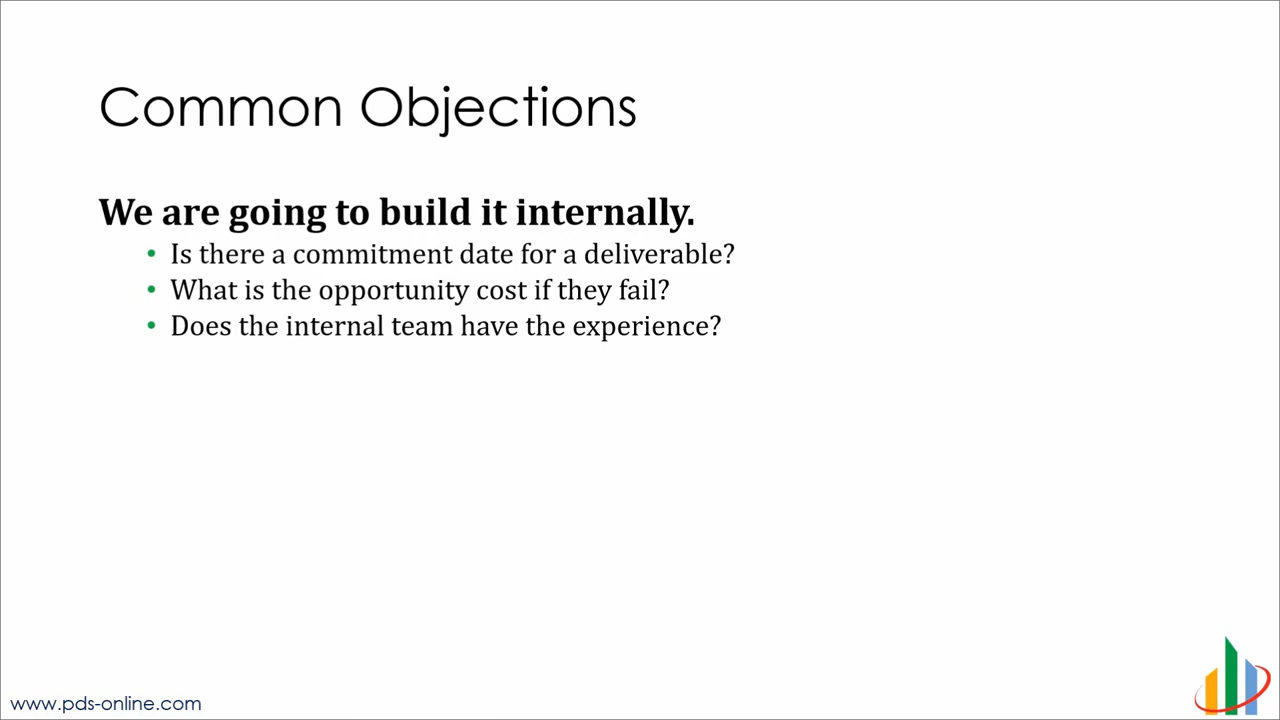 Common Objections
We are going to build it internally.
• Is there a commitment date for a deliverable?
• What is the opportunity cost if they fail?
• Does the internal team have the experience?
www.pds-online.com